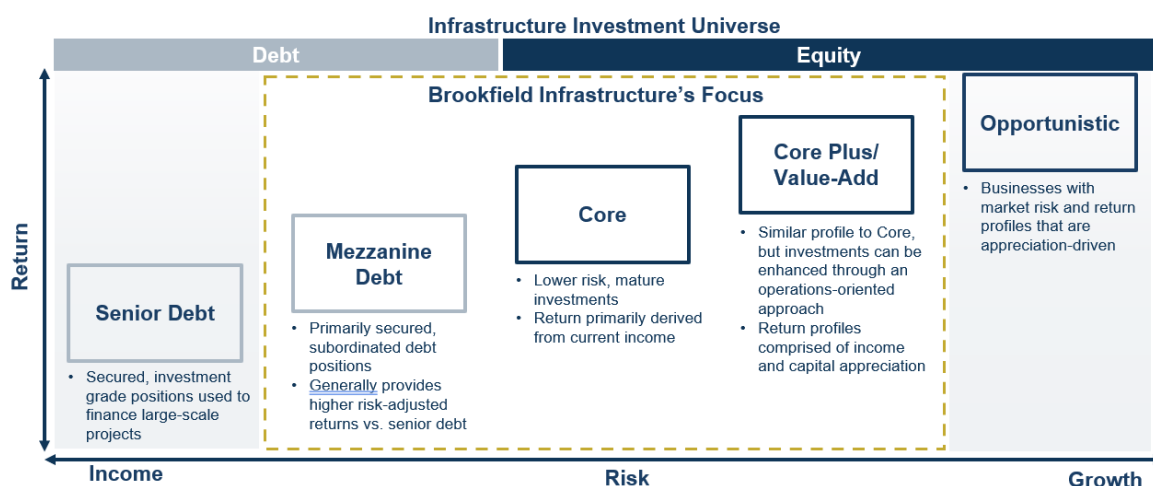 Infrastructure Investment Universe
Debt
Equity
Brookfield Infrastructure's Focus
Return
Senior Debt
• Secured, investment
grade positions used to
finance large-scale
projects
Mezzanine
Debt
• Primarily secured,
subordinated debt
positions
• Generally provides
higher risk-adjusted
returns vs. senior debt
Core
• Lower risk, mature
investments
• Return primarily derived
from current income
Core Plus/
Value-Add
• Similar profile to Core,
but investments can be
enhanced through an
operations-oriented
approach
• Return profiles
comprised of income
and capital appreciation
Opportunistic
• Businesses with
market risk and return
profiles that are
appreciation-driven
Income
Risk
Growth